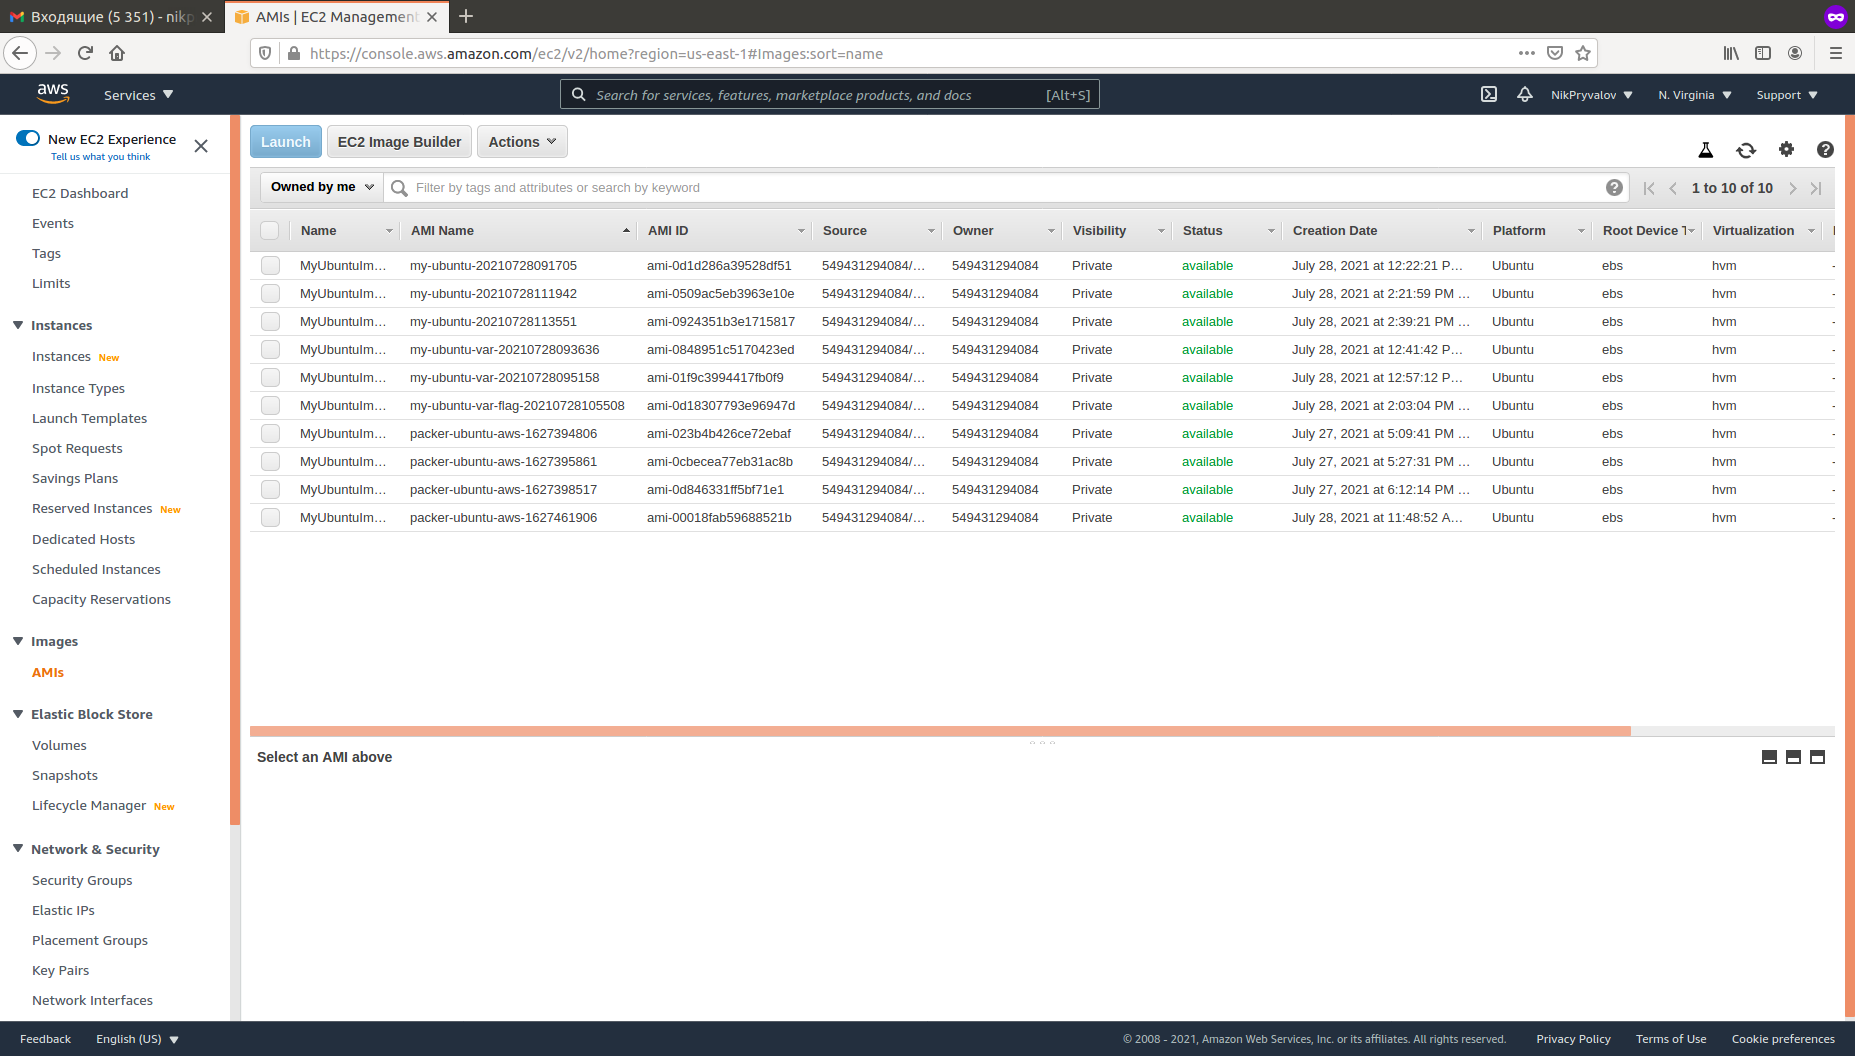 Входящие (5 351) - nikp
AMIs | EC2 Management
https://console.aws.amazon.com/ec2/v2/home?region=us-east-1#Images:sort=name
aws
Services
Search for services, features, marketplace products, and docs [Alt+S]
NikPryvalov
N. Virginia
Support
New EC2 Experience
Tell us what you think
EC2 Dashboard
Events
Tags
Limits
Instances
Instances New
Instance Types
Launch Templates
Spot Requests
Savings Plans
Reserved Instances New
Dedicated Hosts
Scheduled Instances
Capacity Reservations
Images
AMIs
Elastic Block Store
Volumes
Snapshots
Lifecycle Manager New
Network & Security
Security Groups
Elastic IPs
Placement Groups
Key Pairs
Network Interfaces
Launch EC2 Image Builder Actions
Owned by me Filter by tags and attributes or search by keyword 1 to 10 of 10
Name AMI Name AMI ID Source Owner Visibility Status Creation Date Platform Root Device T Virtualization
MyUbuntuIm... my-ubuntu-20210728091705 ami-0d1d286a39528df51 549431294084/... 549431294084 Private available July 28, 2021 at 12:22:21 P... Ubuntu ebs hvm -
MyUbuntuIm... my-ubuntu-20210728111942 ami-0509ac5eb3963e10e 549431294084/... 549431294084 Private available July 28, 2021 at 2:21:59 PM ... Ubuntu ebs hvm -
MyUbuntuIm... my-ubuntu-20210728113551 ami-0924351b3e1715817 549431294084/... 549431294084 Private available July 28, 2021 at 2:39:21 PM ... Ubuntu ebs hvm -
MyUbuntuIm... my-ubuntu-var-20210728093636 ami-0848951c5170423ed 549431294084/... 549431294084 Private available July 28, 2021 at 12:41:42 P... Ubuntu ebs hvm -
MyUbuntuIm... my-ubuntu-var-20210728095158 ami-01f9c3994417fb0f9 549431294084/... 549431294084 Private available July 28, 2021 at 12:57:12 P... Ubuntu ebs hvm -
MyUbuntuIm... my-ubuntu-var-flag-20210728105508 ami-0d18307793e96947d 549431294084/... 549431294084 Private available July 28, 2021 at 2:03:04 PM ... Ubuntu ebs hvm -
MyUbuntuIm... packer-ubuntu-aws-1627394806 ami-023b4b426ce72ebaf 549431294084/... 549431294084 Private available July 27, 2021 at 5:09:41 PM ... Ubuntu ebs hvm -
MyUbuntuIm... packer-ubuntu-aws-1627395861 ami-0cbecea77eb31ac8b 549431294084/... 549431294084 Private available July 27, 2021 at 5:27:31 PM ... Ubuntu ebs hvm -
MyUbuntuIm... packer-ubuntu-aws-1627398517 ami-0d846331ff5bf71e1 549431294084/... 549431294084 Private available July 27, 2021 at 6:12:14 PM ... Ubuntu ebs hvm -
MyUbuntuIm... packer-ubuntu-aws-1627461906 ami-00018fab59688521b 549431294084/... 549431294084 Private available July 28, 2021 at 11:48:52 A... Ubuntu ebs hvm -
Select an AMI above
Feedback English (US)
© 2008 - 2021, Amazon Web Services, Inc. or its affiliates. All rights reserved. Privacy Policy Terms of Use Cookie preferences